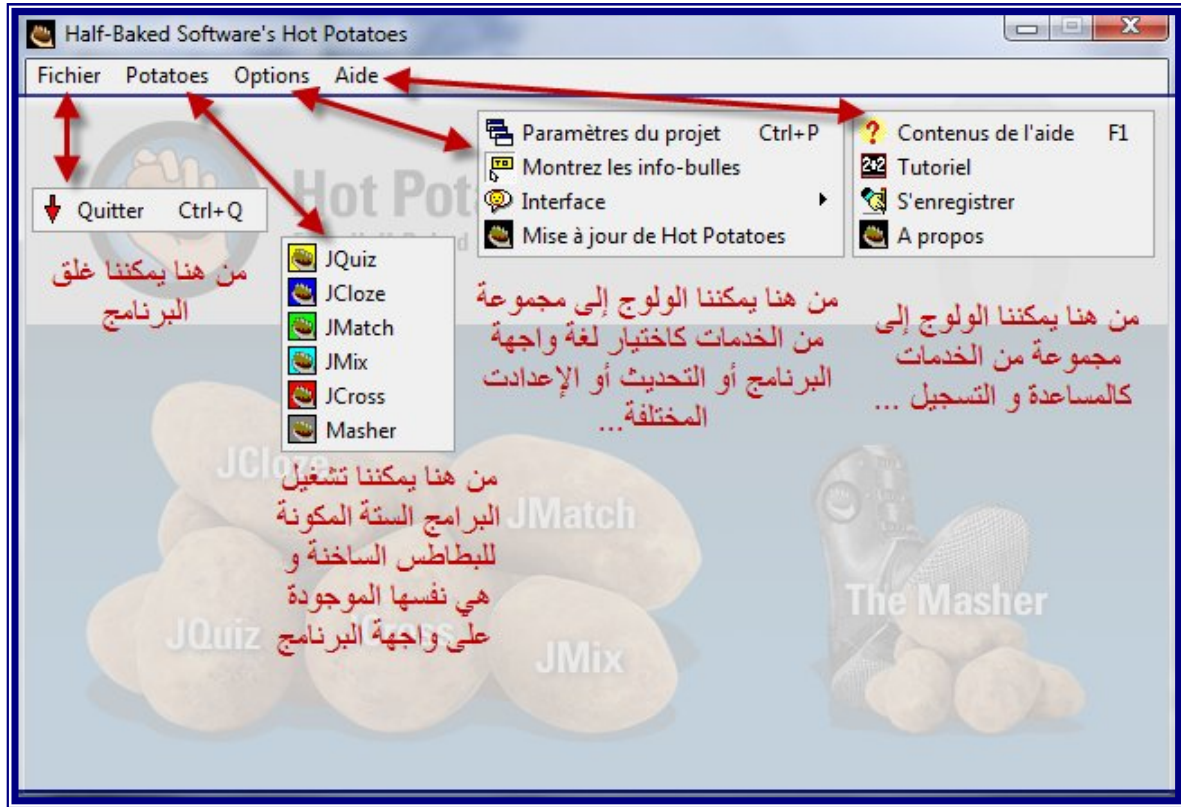 Half-Baked Software's Hot Potatoes
Fichier Potatoes Options Aide
Quitter Ctrl+Q
من هنا يمكننا غلق
البرنامج
JQuiz
JCloze
JMatch
JMix
JCross
Masher
من هنا يمكننا تشغيل
البرامج الستة المكونة
للبطاطس الساخنة و
هي نفسها الموجودة
على واجهة البرنامج
Paramètres du projet Ctrl+P
Montrez les info-bulles
Interface
Mise à jour de Hot Potatoes
من هنا يمكننا الولوج إلى مجموعة
من الخدمات كاختيار لغة واجهة
البرنامج أو التحديث أو الإعدادت
المختلفة...
Contenus de l'aide F1
Tutoriel
S'enregistrer
A propos
من هنا يمكننا الولوج إلى
مجموعة من الخدمات
كالمساعدة و التسجيل ...
Hot Pot
JCloze
JMatch
JQuiz
JCross
JMix
The Masher